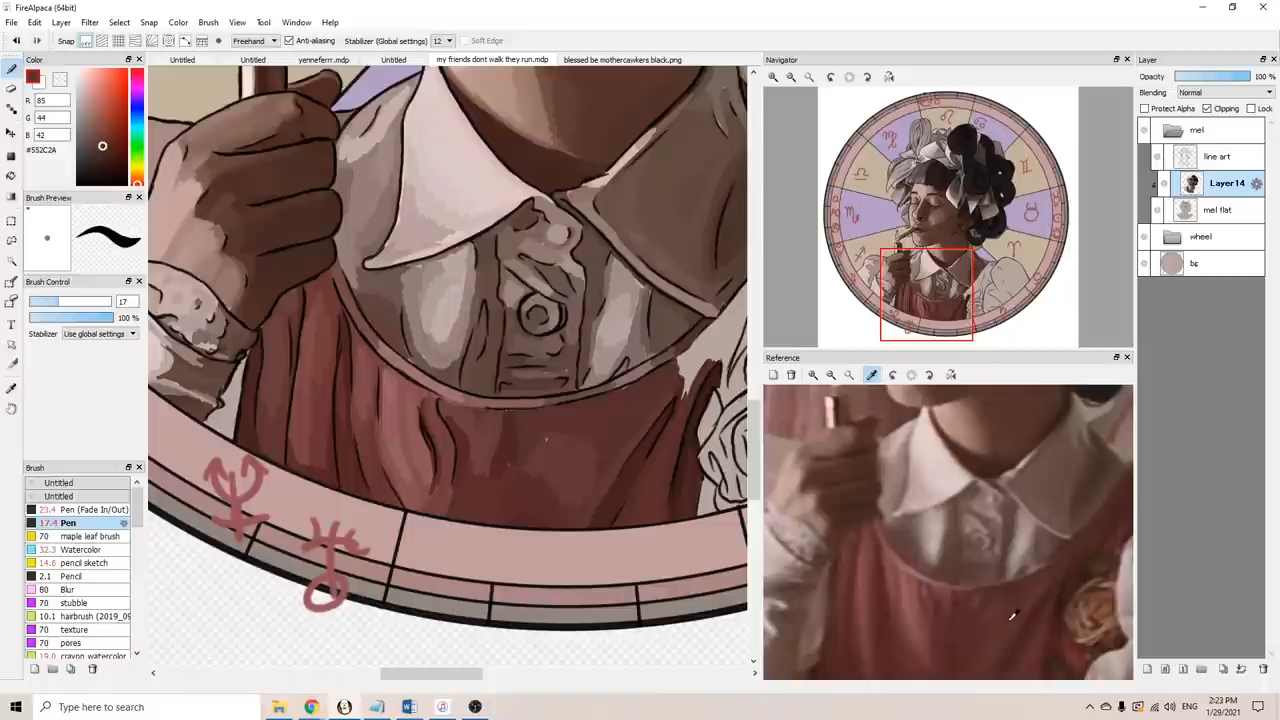 FireAlpaca (64bit)
File Edit Layer Filter Select Snap Color Brush View Tool Window Help
Snap Freehand Anti-aliasing Stabilizer (Global settings) 12 Soft Edge
Color
Untitled Untitled yenneferrr.mdp Untitled my friends dont walk they run.mdp blessed be mothercawkers black.png
Navigator
Layer
R 85
G 44
B 42
#552C2A
Opacity 100 %
Blending Normal
Protect Alpha Clipping Lock
mel
line art
Layer14
mel flat
wheel
Brush Preview
Brush Control
17
100 %
Stabilizer Use global settings
Reference
Brush
Untitled
Untitled
23.4 Pen (Fade In/Out)
17.4 Pen
70 maple leaf brush
32.3 Watercolor
14.6 pencil sketch
2.1 Pencil
80 Blur
70 stubble
10.1 hairbrush (2019_09
70 texture
70 pores
19.0 crayon watercolor
Type here to search
ENG
2:23 PM
1/29/2021